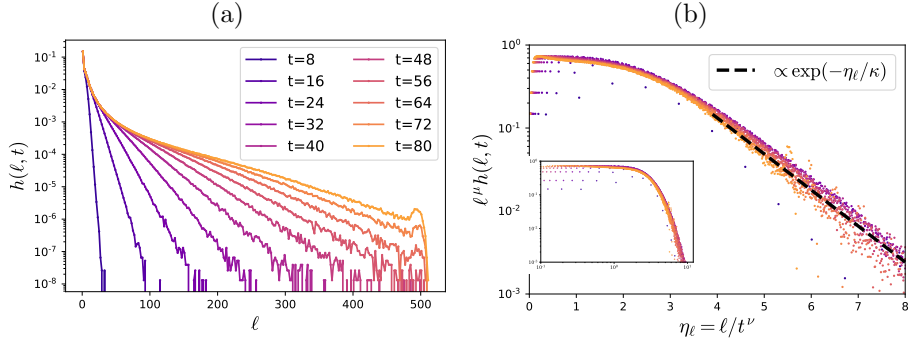 (a)
10⁻¹
10⁻²
10⁻³
10⁻⁴
10⁻⁵
10⁻⁶
10⁻⁷
10⁻⁸
h(ℓ, t)
t=8
t=16
t=24
t=32
t=40
t=48
t=56
t=64
t=72
t=80
0 100 200 300 400 500
ℓ
(b)
10⁰
10⁻¹
10⁻²
10⁻³
ℓ^μ h(ℓ, t)
∝ exp(−η_ℓ/κ)
0 1 2 3 4 5 6 7 8
η_ℓ = ℓ/t^ν